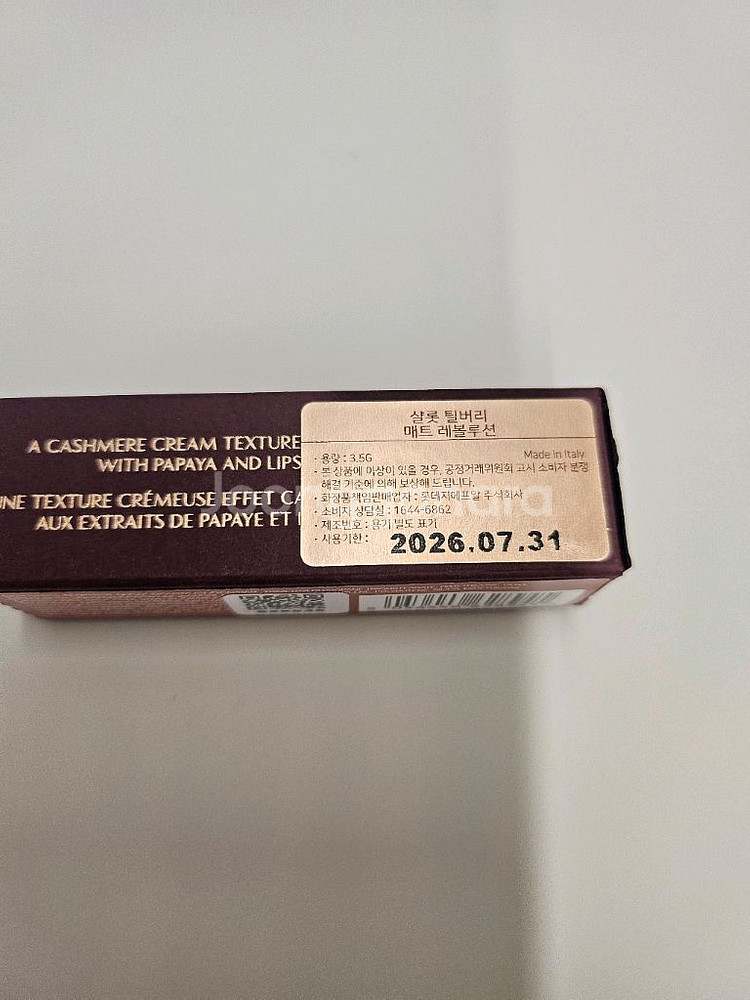 A CASHMERE CREAM TEXTURE
WITH PAPAYA AND LIPS
UNE TEXTURE CRÉMEUSE EFFET CA
AUX EXTRAITS DE PAPAYE ET
샬롯 틸버리
매트 레볼루션
· 용량 : 3.5G
Made in Italy
· 본 상품에 이상이 있을 경우, 공정거래위원회 고시 소비자 분쟁
해결 기준에 의해 보상해 드립니다.
· 화장품책임판매업자 : 롯데지에프알 주식회사
· 소비자 상담실 : 1644-6862
· 제조번호 : 용기 별도 표기
· 사용기한 : 2026.07.31
Joongonara